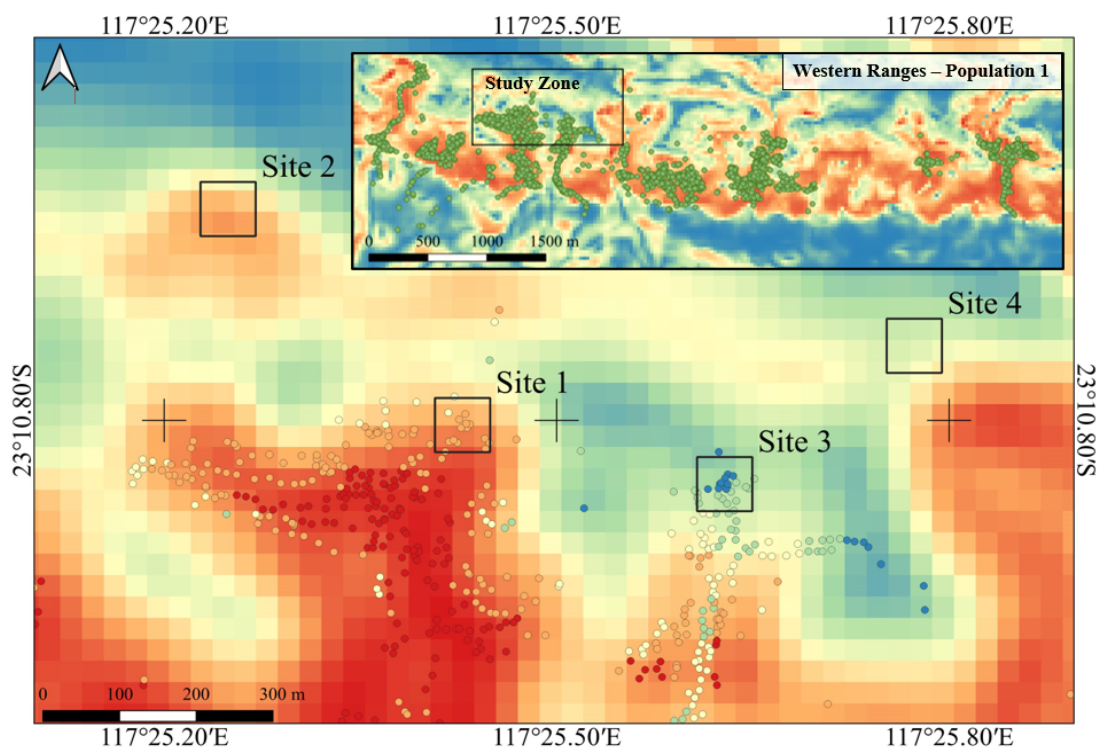 117°25.20′E 117°25.50′E 117°25.80′E
Western Ranges – Population 1
Study Zone
Site 2
0 500 1000 1500 m
Site 4
23°10.80′S
23°10.80′S
Site 1
Site 3
0 100 200 300 m
117°25.20′E 117°25.50′E 117°25.80′E